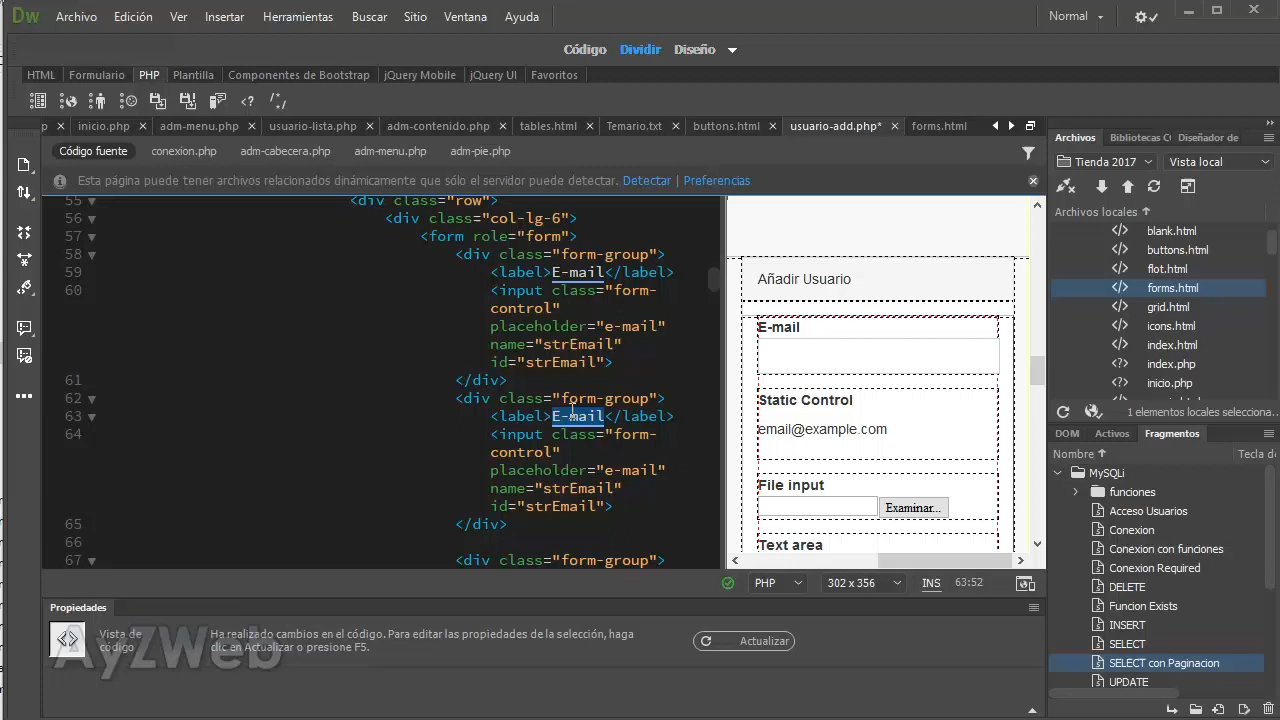 Dw Archivo Edición Ver Insertar Herramientas Buscar Sitio Ventana Ayuda Normal
Código Dividir Diseño
HTML Formulario PHP Plantilla Componentes de Bootstrap jQuery Mobile jQuery UI Favoritos
p inicio.php adm-menu.php usuario-lista.php adm-contenido.php tables.html Temario.txt buttons.html usuario-add.php* forms.html
Código fuente conexion.php adm-cabecera.php adm-menu.php adm-pie.php
Esta página puede tener archivos relacionados dinámicamente que sólo el servidor puede detectar. Detectar | Preferencias
55 <div class="row">
56 <div class="col-lg-6">
57 <form role="form">
58 <div class="form-group">
59 <label>E-mail</label>
60 <input class="form-
control"
placeholder="e-mail"
name="strEmail"
id="strEmail">
61 </div>
62 <div class="form-group">
63 <label>E-mail</label>
64 <input class="form-
control"
placeholder="e-mail"
name="strEmail"
id="strEmail">
65 </div>
66
67 <div class="form-group">
Añadir Usuario
E-mail
Static Control
email@example.com
File input
Examinar...
Text area
PHP 302 x 356 INS 63:52
Propiedades
Vista de
código
Ha realizado cambios en el código. Para editar las propiedades de la selección, haga
clic en Actualizar o presione F5.
Actualizar
AyZWeb
Archivos Bibliotecas C Diseñador de
Tienda 2017 Vista local
Archivos locales
blank.html
buttons.html
flot.html
forms.html
grid.html
icons.html
index.html
index.php
inicio.php
1 elementos locales selecciona...
DOM Activos Fragmentos
Nombre Tecla d
MySQLi
funciones
Acceso Usuarios
Conexion
Conexion con funciones
Conexion Required
DELETE
Funcion Exists
INSERT
SELECT
SELECT con Paginacion
UPDATE